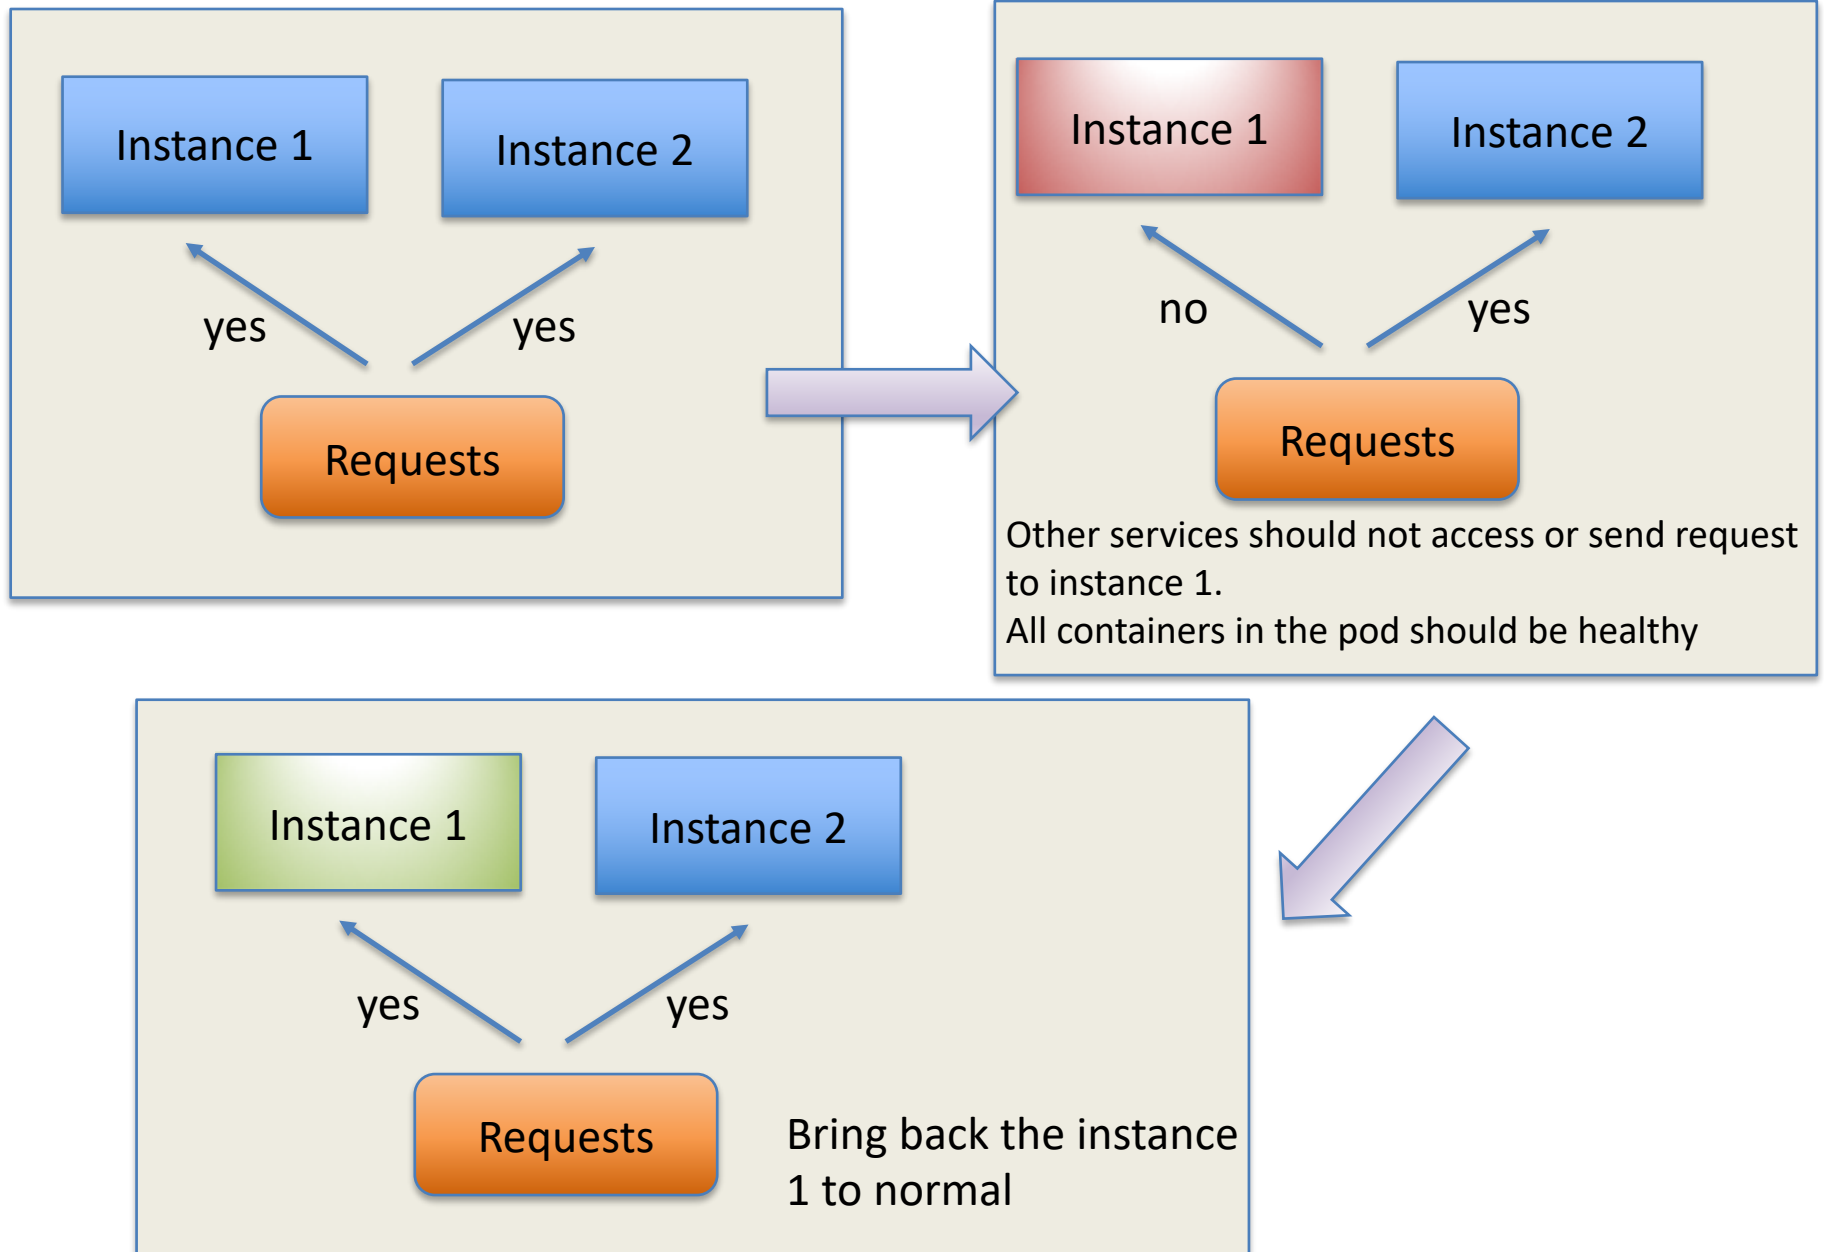 Instance 1
Instance 2
yes
yes
Requests
Instance 1
Instance 2
no
yes
Requests
Other services should not access or send request
to instance 1.
All containers in the pod should be healthy
Instance 1
Instance 2
yes
yes
Requests
Bring back the instance
1 to normal